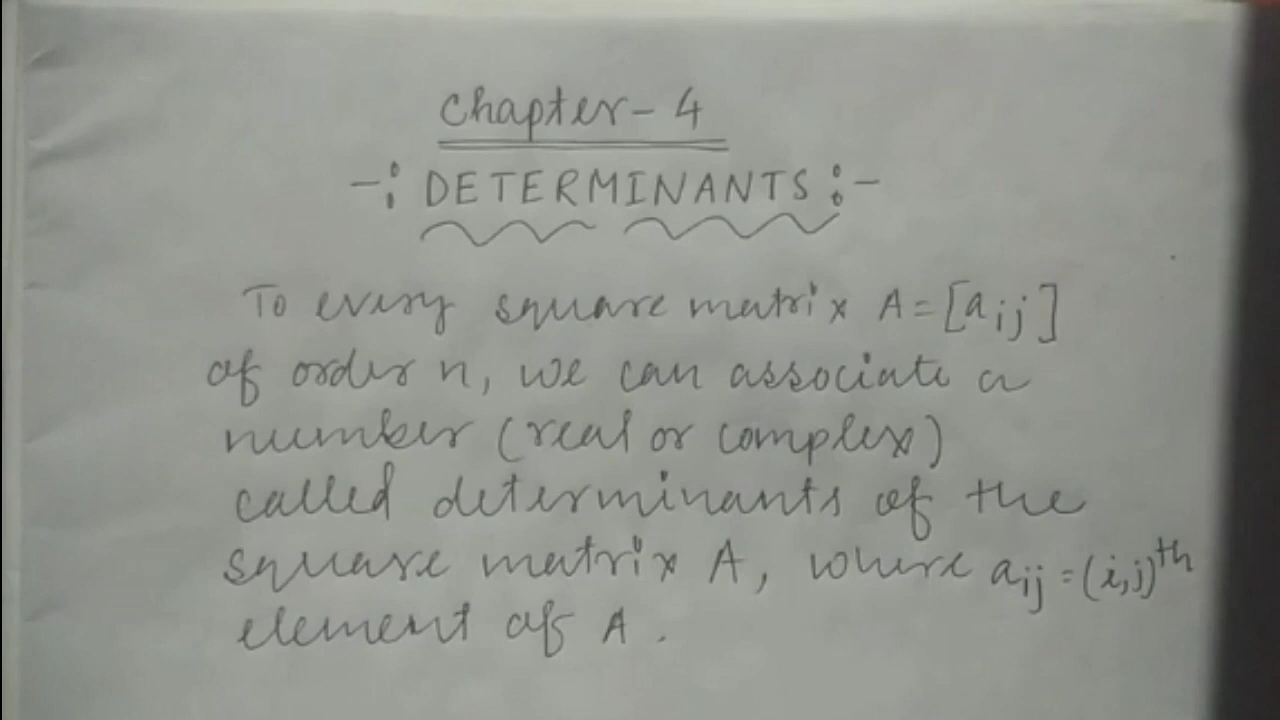 Chapter - 4
-: DETERMINANTS :-
To every square matrix A = [aij]
of order n, we can associate a
number (real or complex)
called determinants of the
square matrix A, where aij = (i,j)th
element of A.